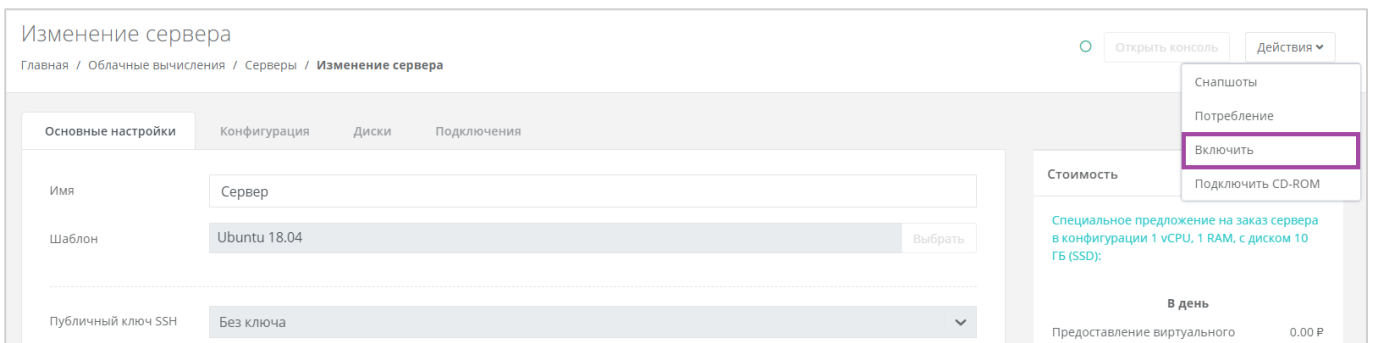 Изменение сервера
Главная / Облачные вычисления / Серверы / Изменение сервера
Открыть консоль
Действия
Снапшоты
Потребление
Включить
Подключить CD-ROM
Основные настройки
Конфигурация
Диски
Подключения
Имя
Сервер
Шаблон
Ubuntu 18.04
Выбрать
Публичный ключ SSH
Без ключа
Стоимость
Специальное предложение на заказ сервера
в конфигурации 1 vCPU, 1 RAM, с диском 10
ГБ (SSD):
В день
Предоставление виртуального
0.00 ₽